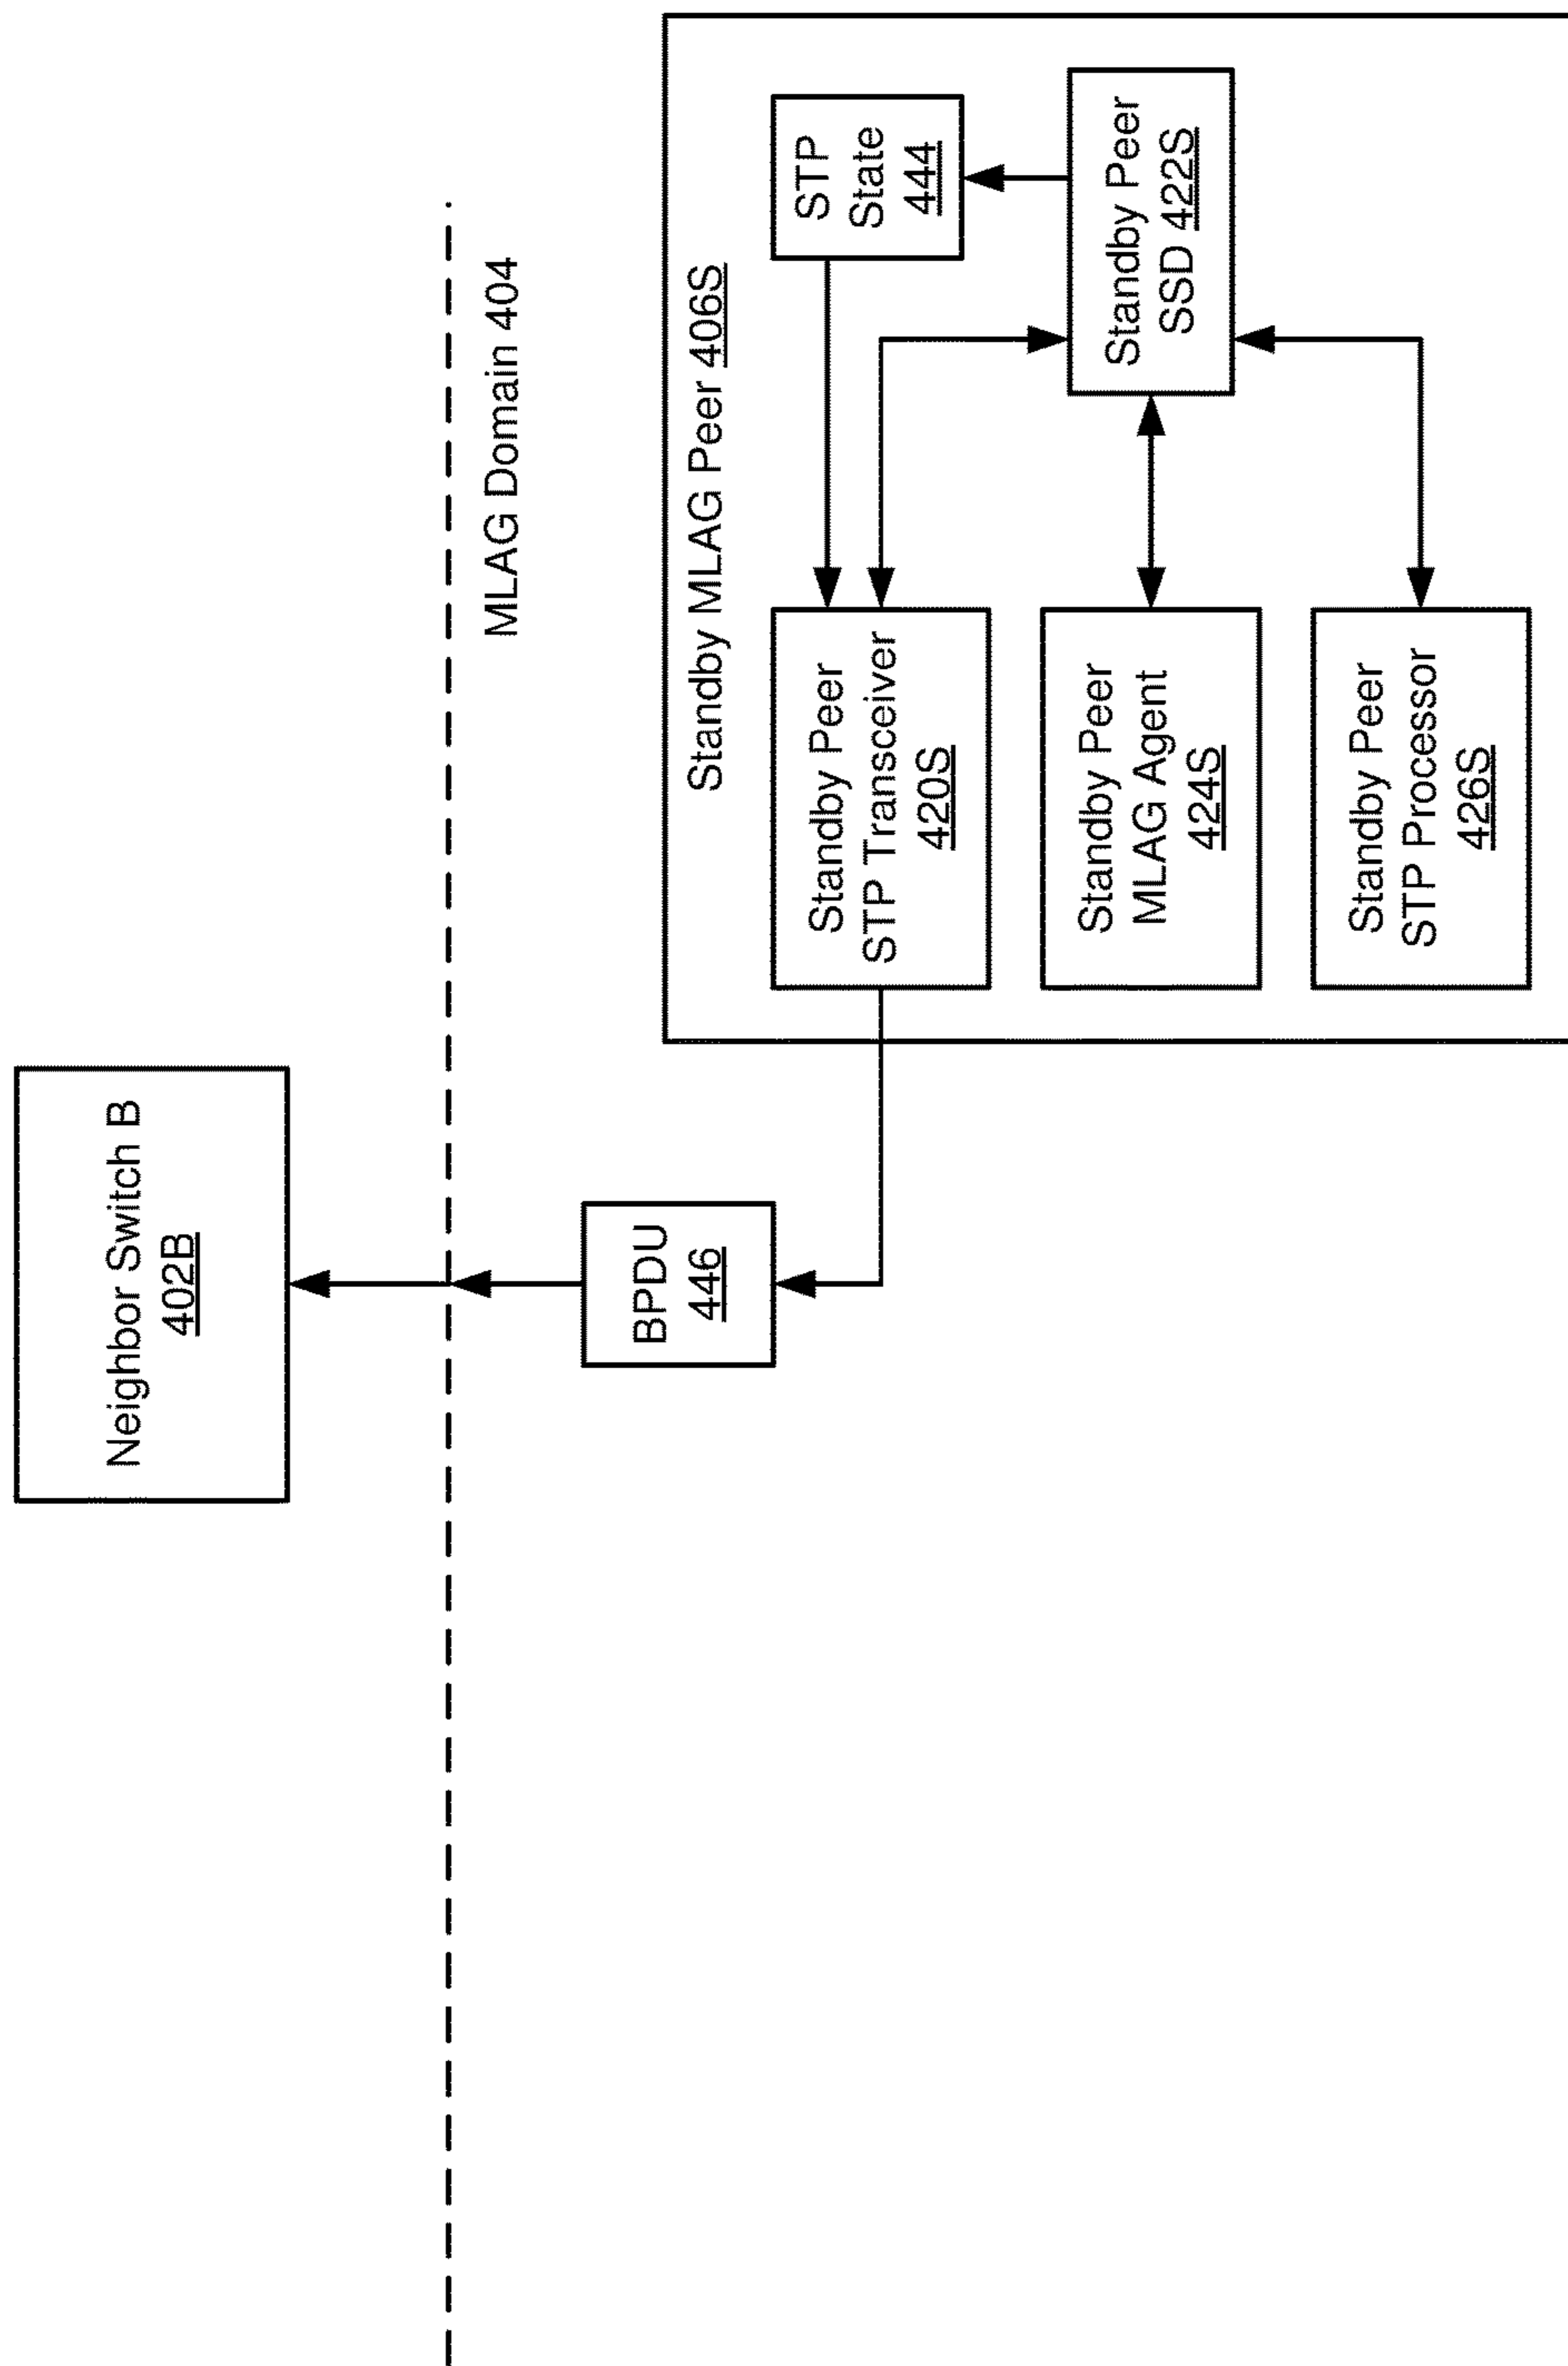 Neighbor Switch B
402B
MLAG Domain 404
BPDU
446
Standby MLAG Peer 406S
Standby Peer
STP Transceiver
420S
STP
State
444
Standby Peer
MLAG Agent
424S
Standby Peer
SSD 422S
Standby Peer
STP Processor
426S